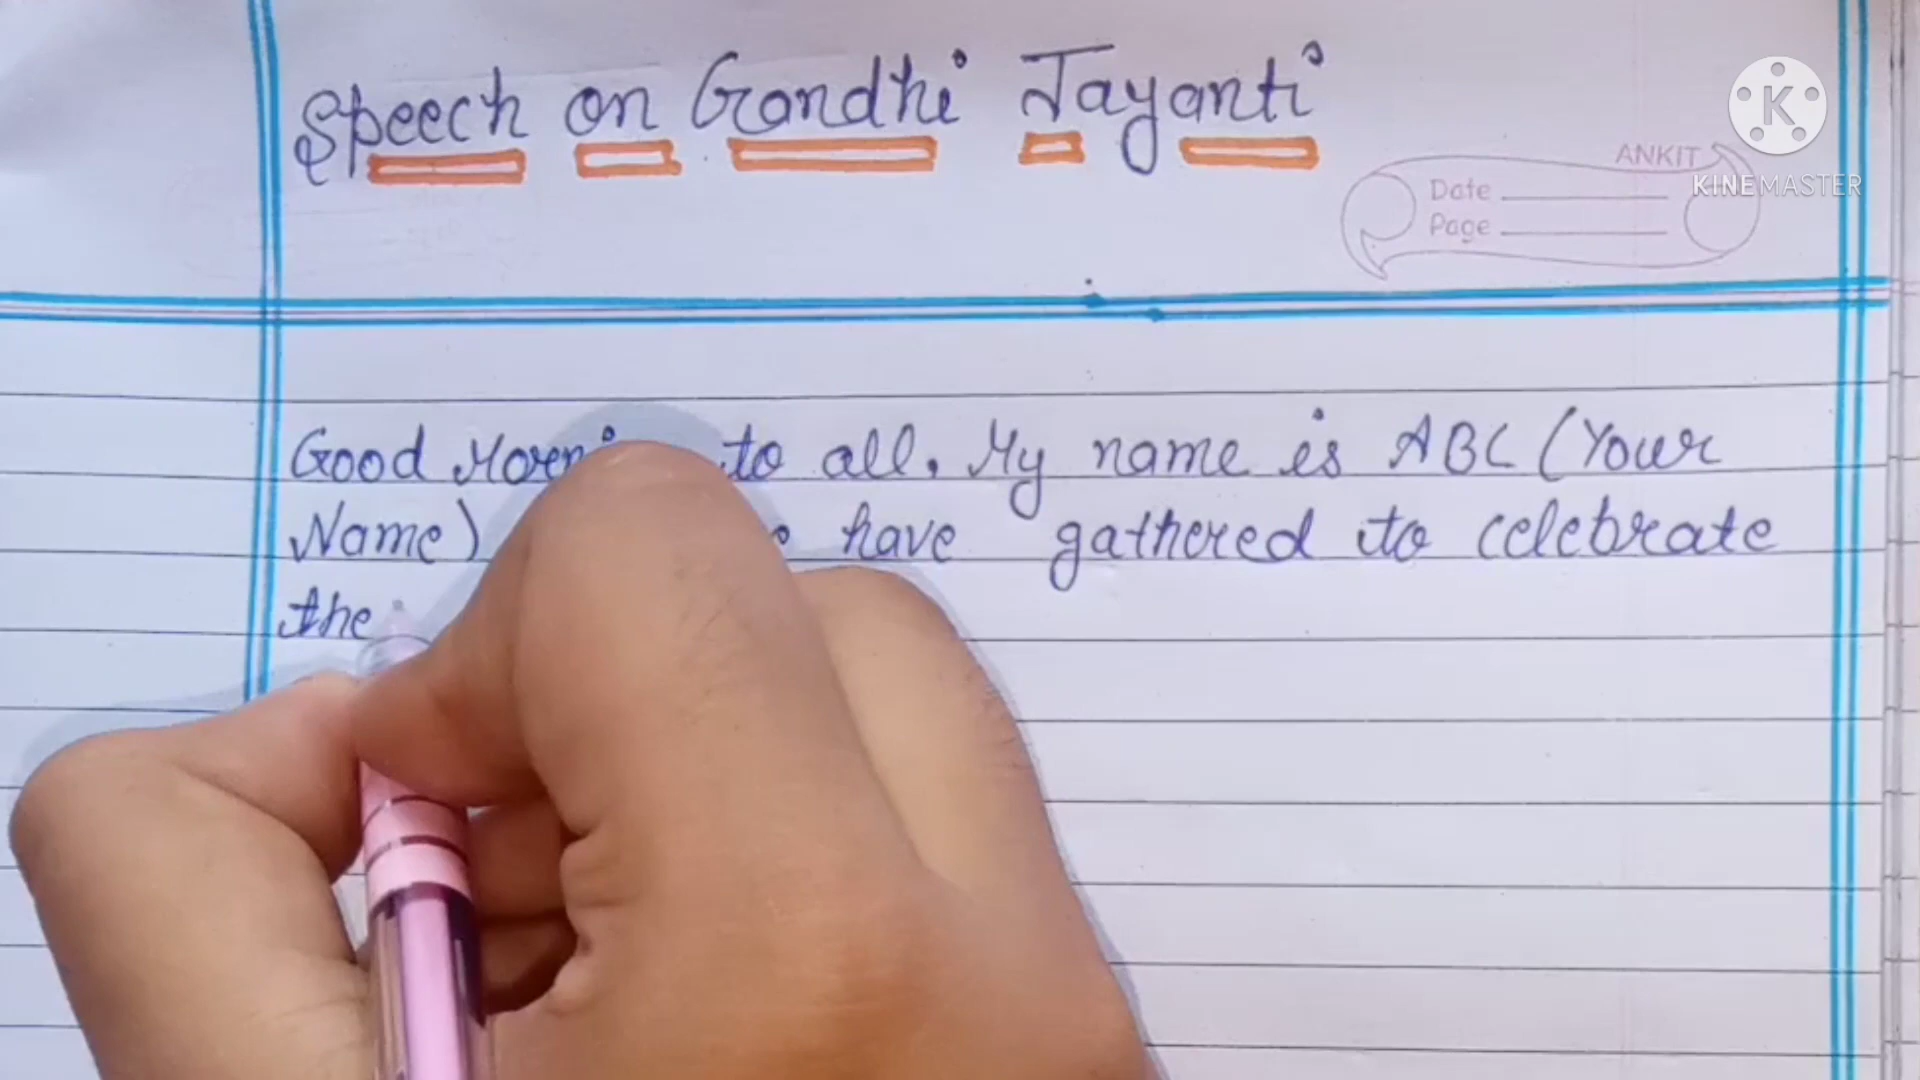 Speech on Gandhi Jayanti
K
ANKIT
KINEMASTER
Date
Page
Good to all. My name is ABC (Your
Name) have gathered to celebrate
the